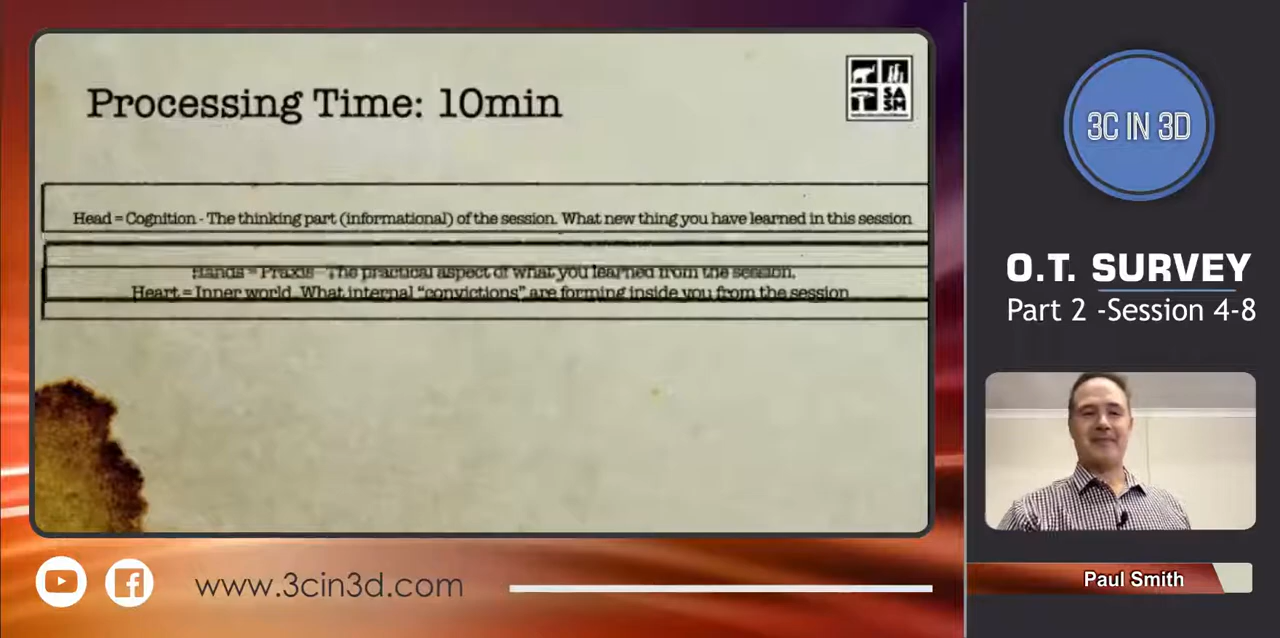 Processing Time: 10min
SA
SM
Head = Cognition - The thinking part (informational) of the session. What new thing you have learned in this session
Hands = Praxis - The practical aspect of what you learned from the session.
Heart = Inner world. What internal “convictions” are forming inside you from the session
www.3cin3d.com
3C IN 3D
O.T. SURVEY
Part 2 -Session 4-8
Paul Smith